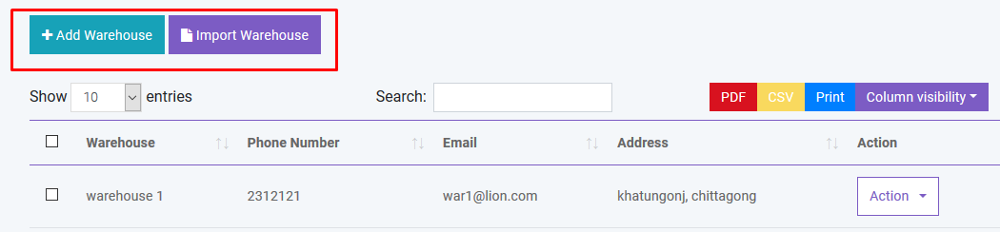 Add Warehouse Import Warehouse
Show 10 entries Search: PDF CSV Print Column visibility
Warehouse Phone Number Email Address Action
warehouse 1 2312121 war1@lion.com khatungonj, chittagong Action